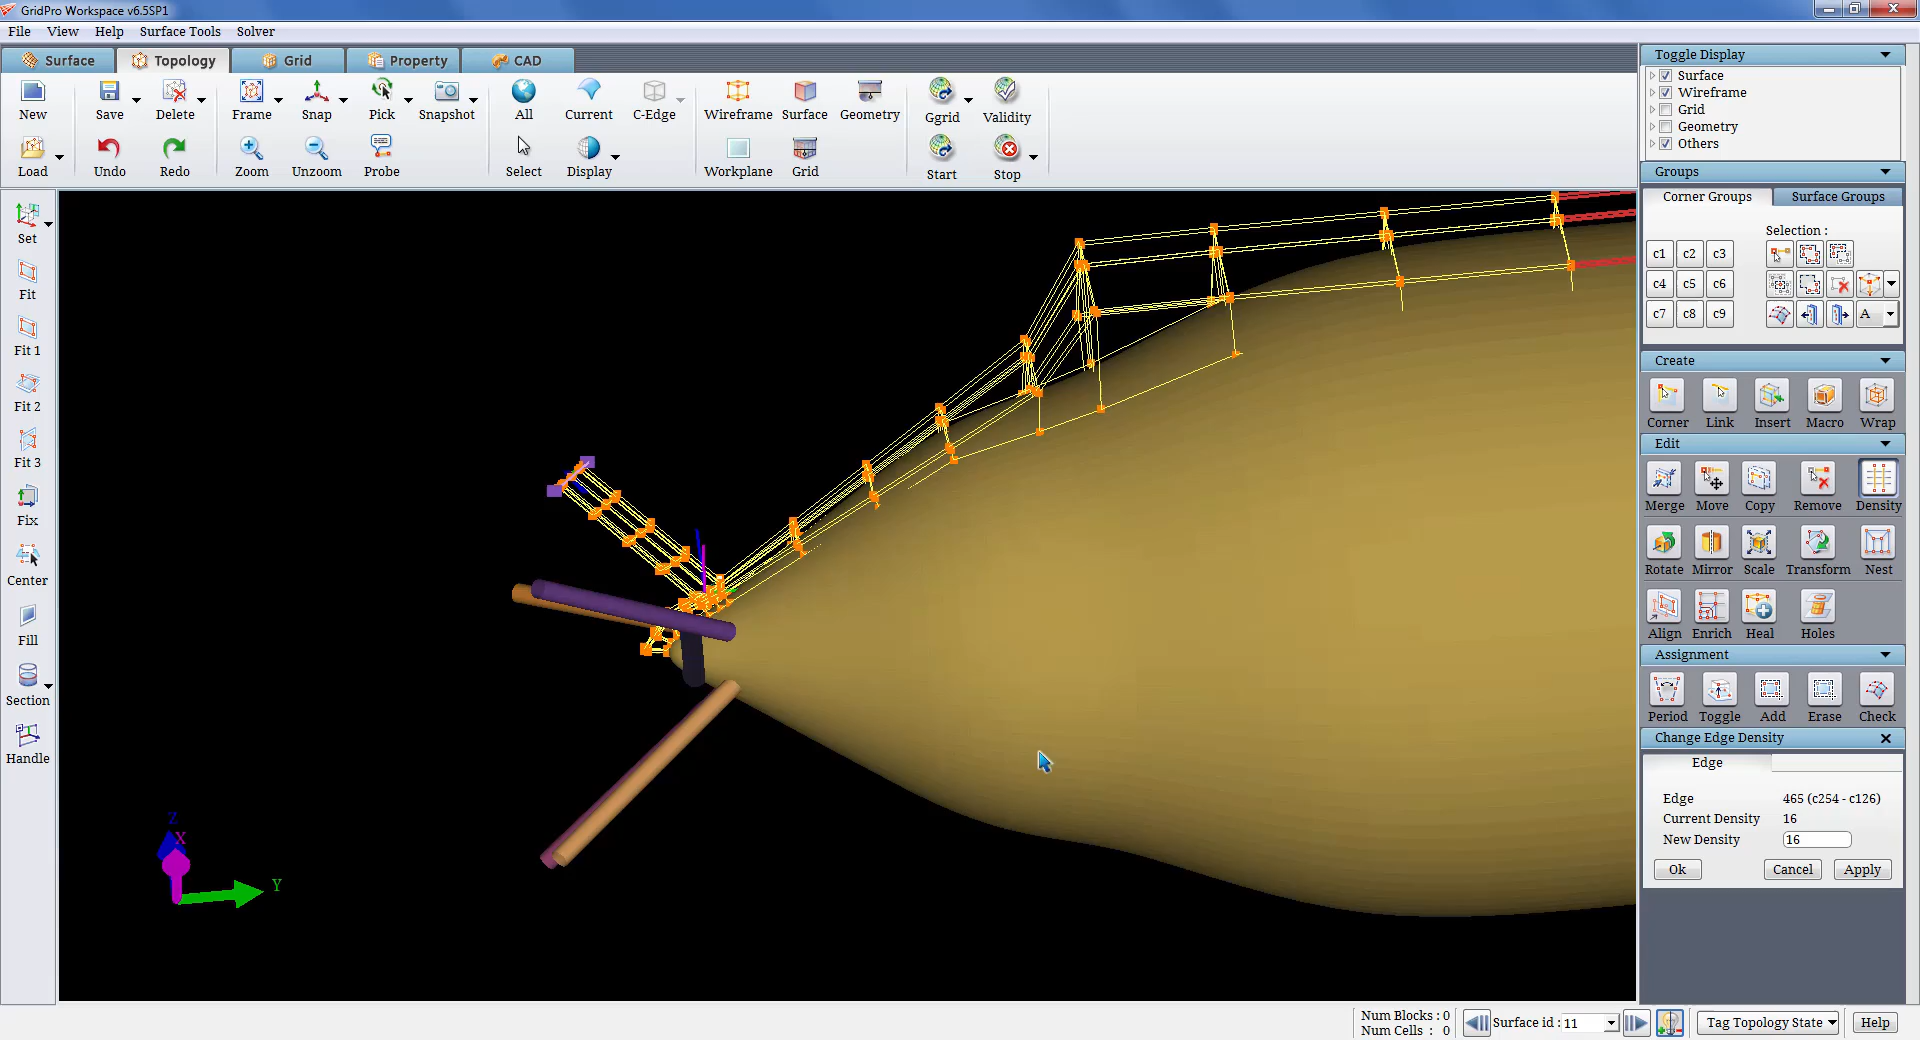 GridPro Workspace v6.5SP1
File View Help Surface Tools Solver
Surface Topology Grid Property CAD
New Save Delete Frame Snap Pick Snapshot All Current C-Edge Wireframe Surface Geometry Ggrid Validity
Load Undo Redo Zoom Unzoom Probe Select Display Workplane Grid Start Stop
Set
Fit
Fit 1
Fit 2
Fit 3
Fix
Center
Fill
Section
Handle
Z
X
Y
Toggle Display
Surface
Wireframe
Grid
Geometry
Others
Groups
Corner Groups Surface Groups
Selection :
c1 c2 c3
c4 c5 c6
c7 c8 c9 A
Create
Corner Link Insert Macro Wrap
Edit
Merge Move Copy Remove Density
Rotate Mirror Scale Transform Nest
Align Enrich Heal Holes
Assignment
Period Toggle Add Erase Check
Change Edge Density
Edge
Edge 465 (c254 - c126)
Current Density 16
New Density 16
Ok Cancel Apply
Num Blocks : 0
Num Cells : 0
Surface id : 11
Tag Topology State
Help